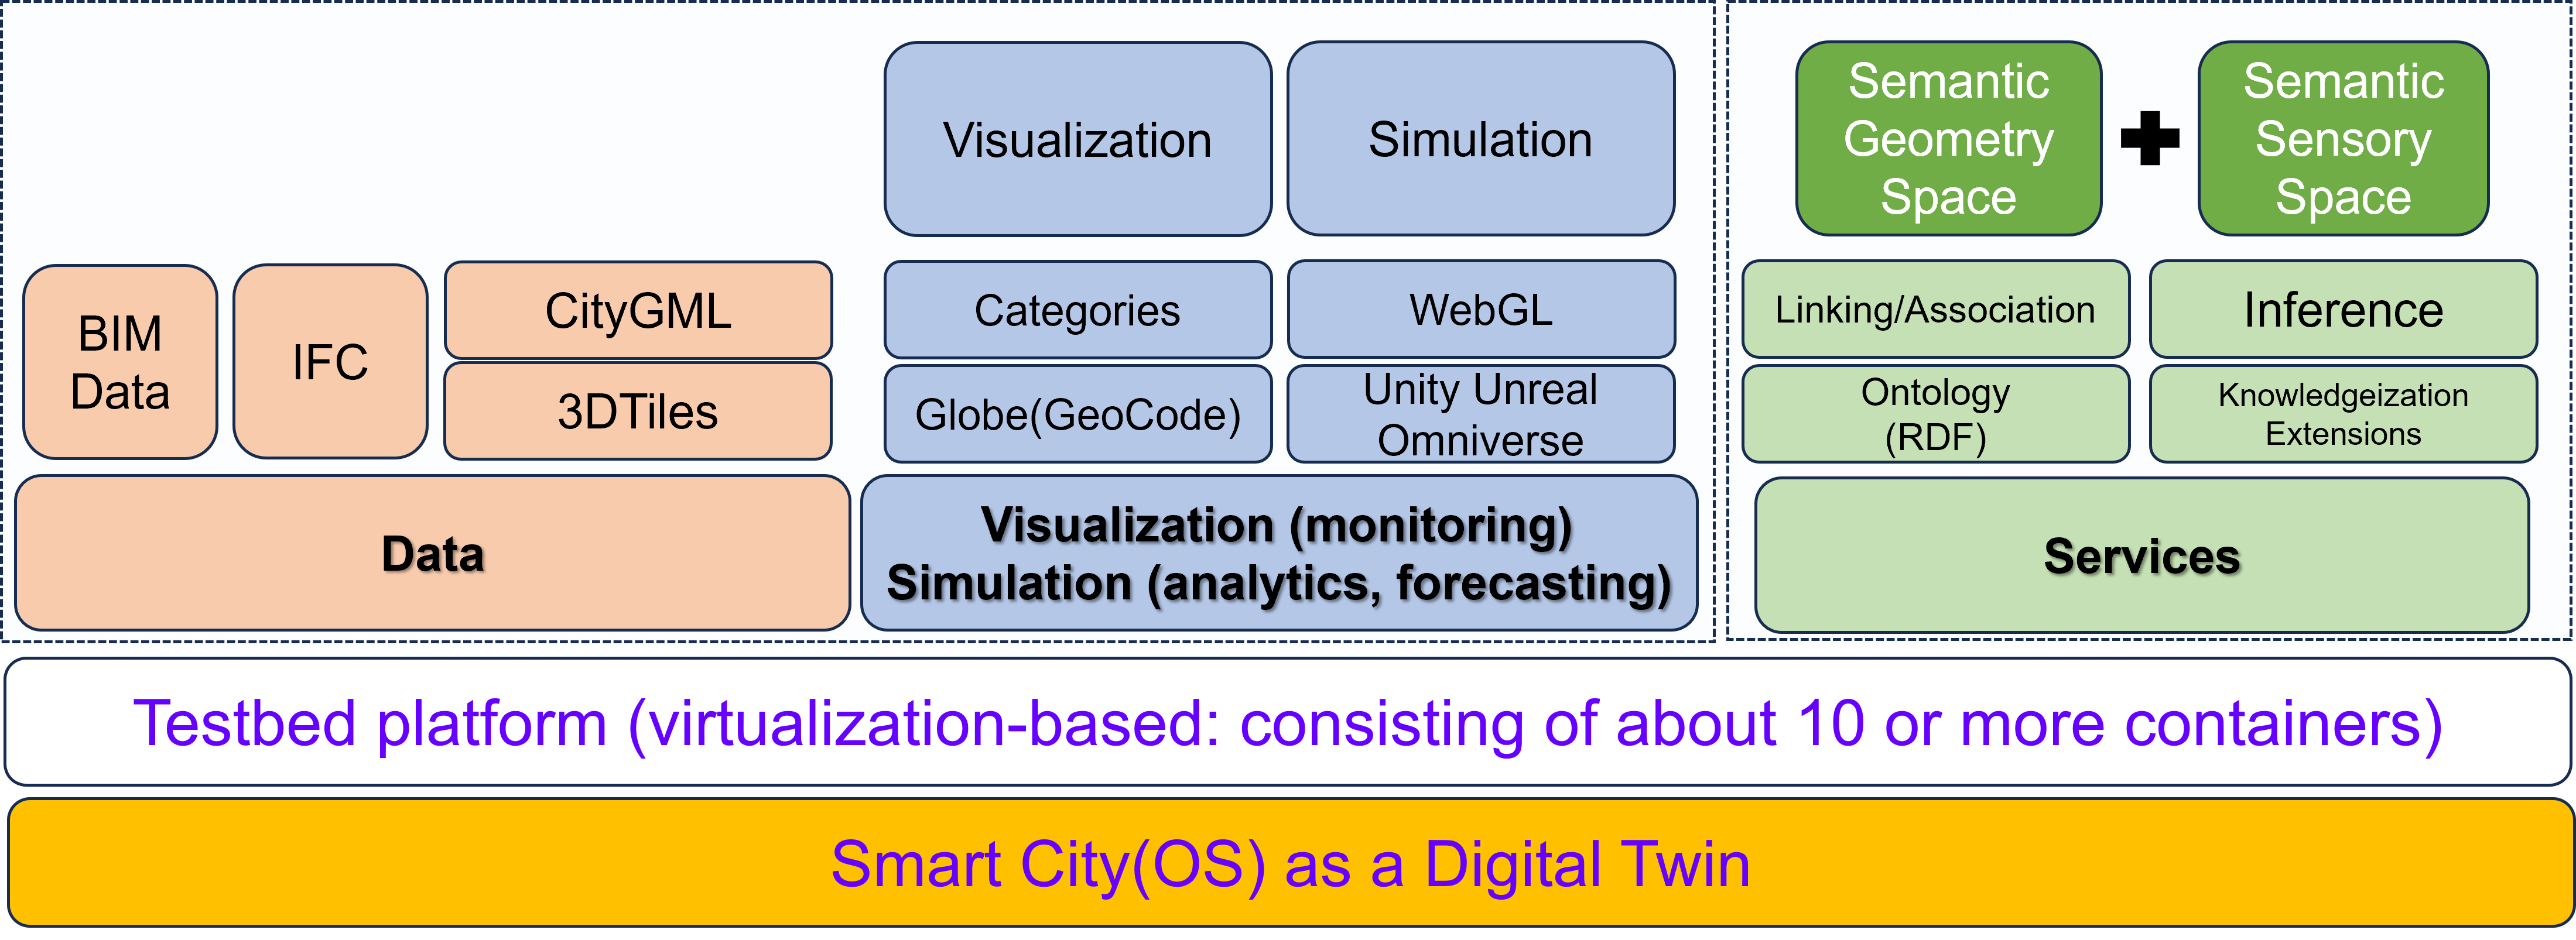 Visualization
Simulation
Semantic
Geometry
Space
Semantic
Sensory
Space
BIM
Data
IFC
CityGML
3DTiles
Categories
WebGL
Globe(GeoCode)
Unity Unreal
Omniverse
Linking/Association
Inference
Ontology
(RDF)
Knowledgeization
Extensions
Data
Visualization (monitoring)
Simulation (analytics, forecasting)
Services
Testbed platform (virtualization-based: consisting of about 10 or more containers)
Smart City(OS) as a Digital Twin